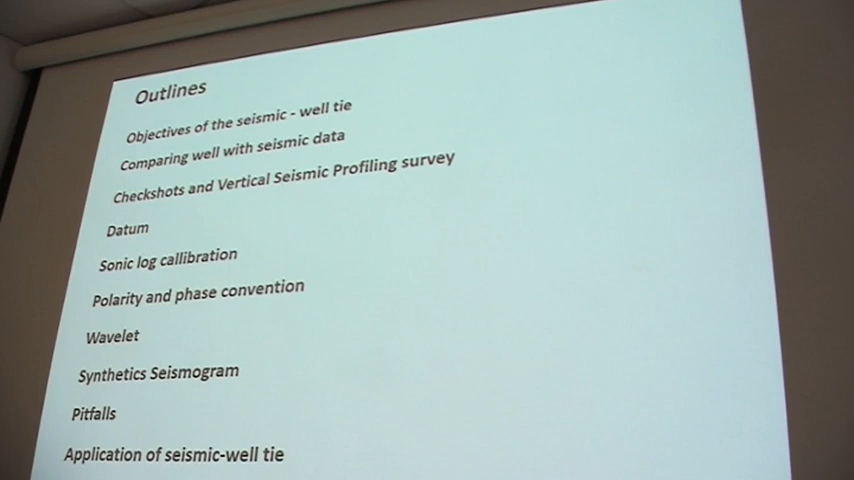 Outlines
Objectives of the seismic - well tie
Comparing well with seismic data
Checkshots and Vertical Seismic Profiling survey
Datum
Sonic log callibration
Polarity and phase convention
Wavelet
Synthetics Seismogram
Pitfalls
Application of seismic-well tie